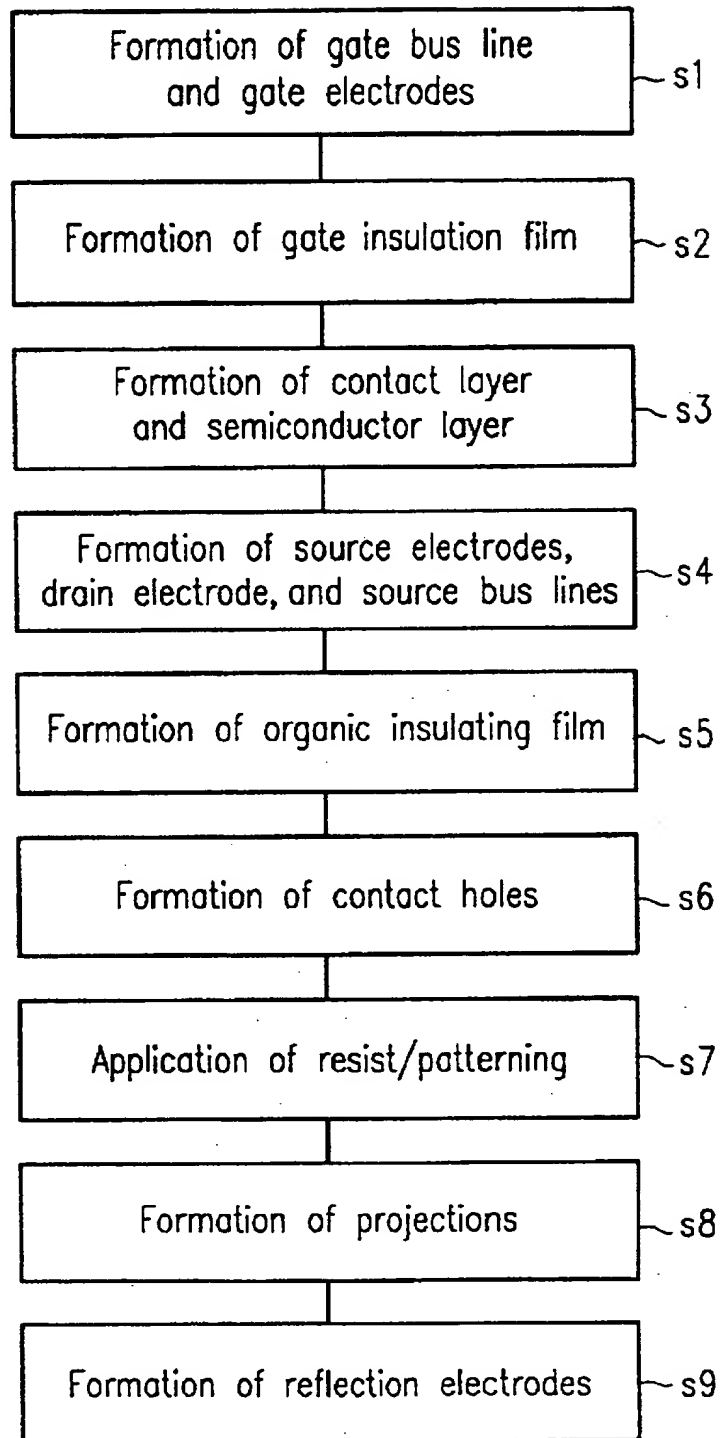 Formation of gate bus line
and gate electrodes
s1
Formation of gate insulation film
s2
Formation of contact layer
and semiconductor layer
s3
Formation of source electrodes,
drain electrode, and source bus lines
s4
Formation of organic insulating film
s5
Formation of contact holes
s6
Application of resist/patterning
s7
Formation of projections
s8
Formation of reflection electrodes
s9